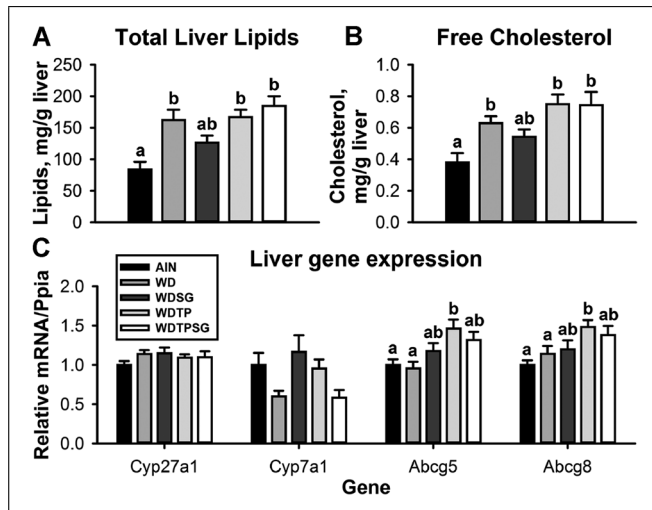 A Total Liver Lipids
Lipids, mg/g liver
250
200
150
100
50
0
a b ab b b
B Free Cholesterol
Cholesterol,
mg/g liver
1.0
0.8
0.6
0.4
0.2
0.0
a b ab b b
C Liver gene expression
Relative mRNA/Ppia
2.0
1.5
1.0
0.5
0.0
AIN
WD
WDSG
WDTP
WDTPSG
a a ab b ab
a a ab b ab
Cyp27a1 Cyp7a1 Abcg5 Abcg8
Gene